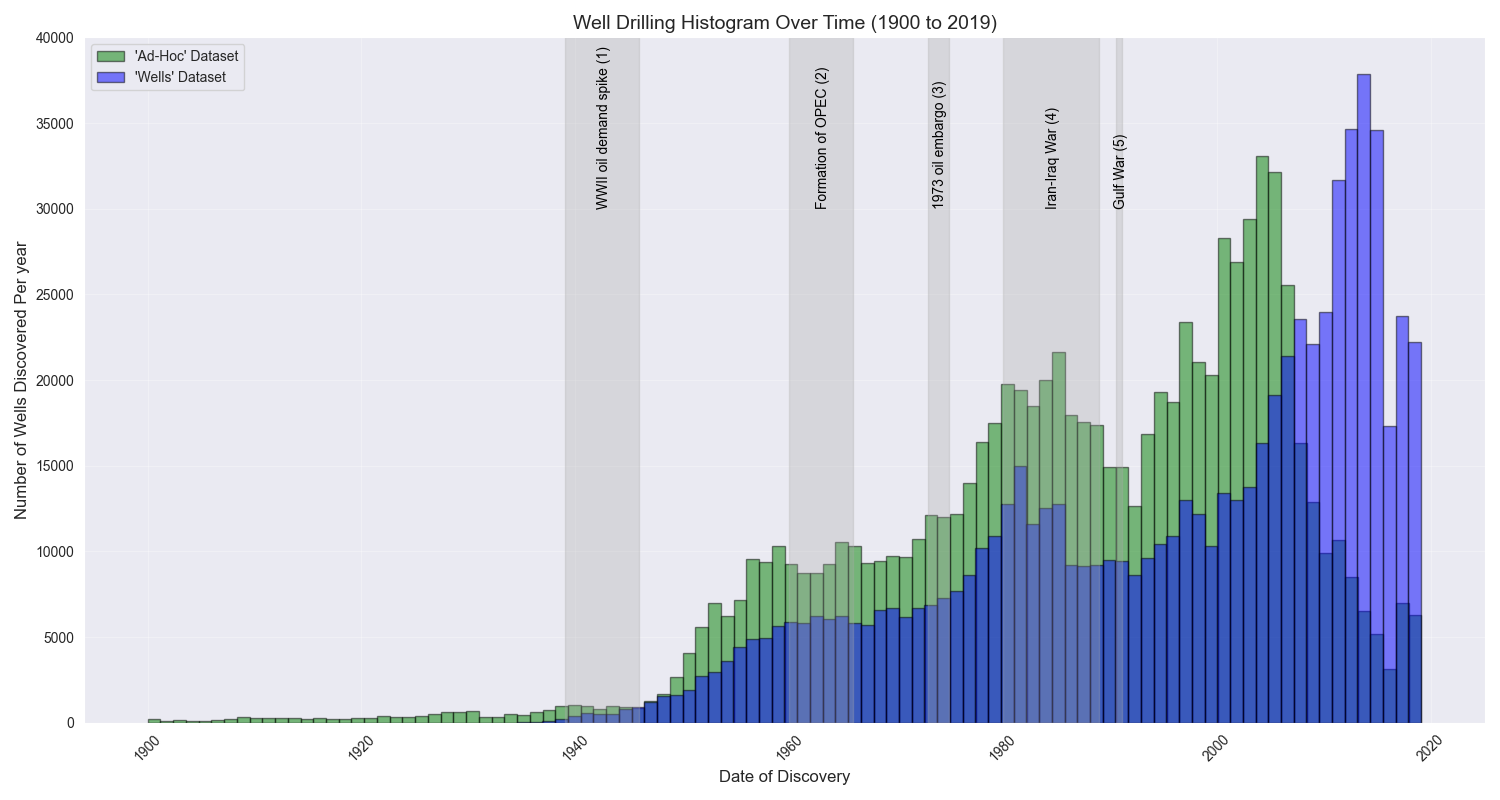 Well Drilling Histogram Over Time (1900 to 2019)
'Ad-Hoc' Dataset
'Wells' Dataset
WWII oil demand spike (1)
Formation of OPEC (2)
1973 oil embargo (3)
Iran-Iraq War (4)
Gulf War (5)
Number of Wells Discovered Per year
40000
35000
30000
25000
20000
15000
10000
5000
0
1900
1920
1940
1960
1980
2000
2020
Date of Discovery